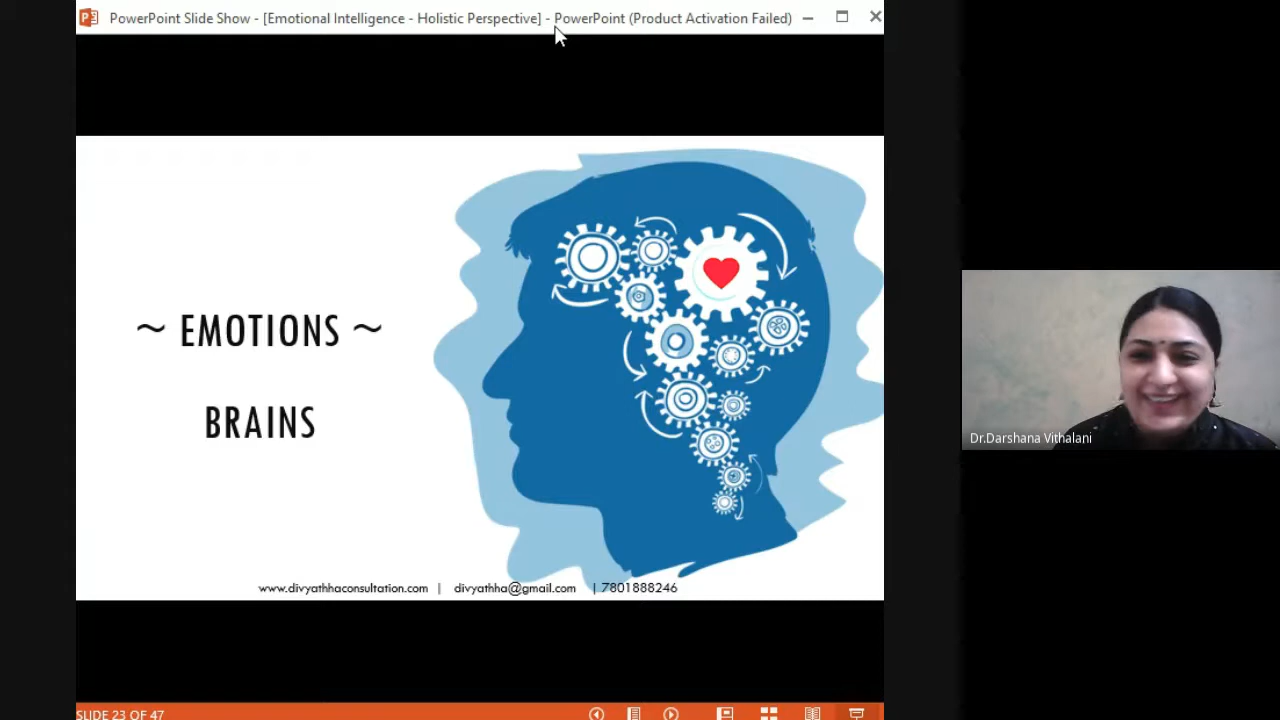 PowerPoint Slide Show - [Emotional Intelligence - Holistic Perspective] - PowerPoint (Product Activation Failed)
~ EMOTIONS ~
BRAINS
www.divyathhaconsultation.com | divyathha@gmail.com | 7801888246
Dr.Darshana Vithalani
SLIDE 23 OF 47